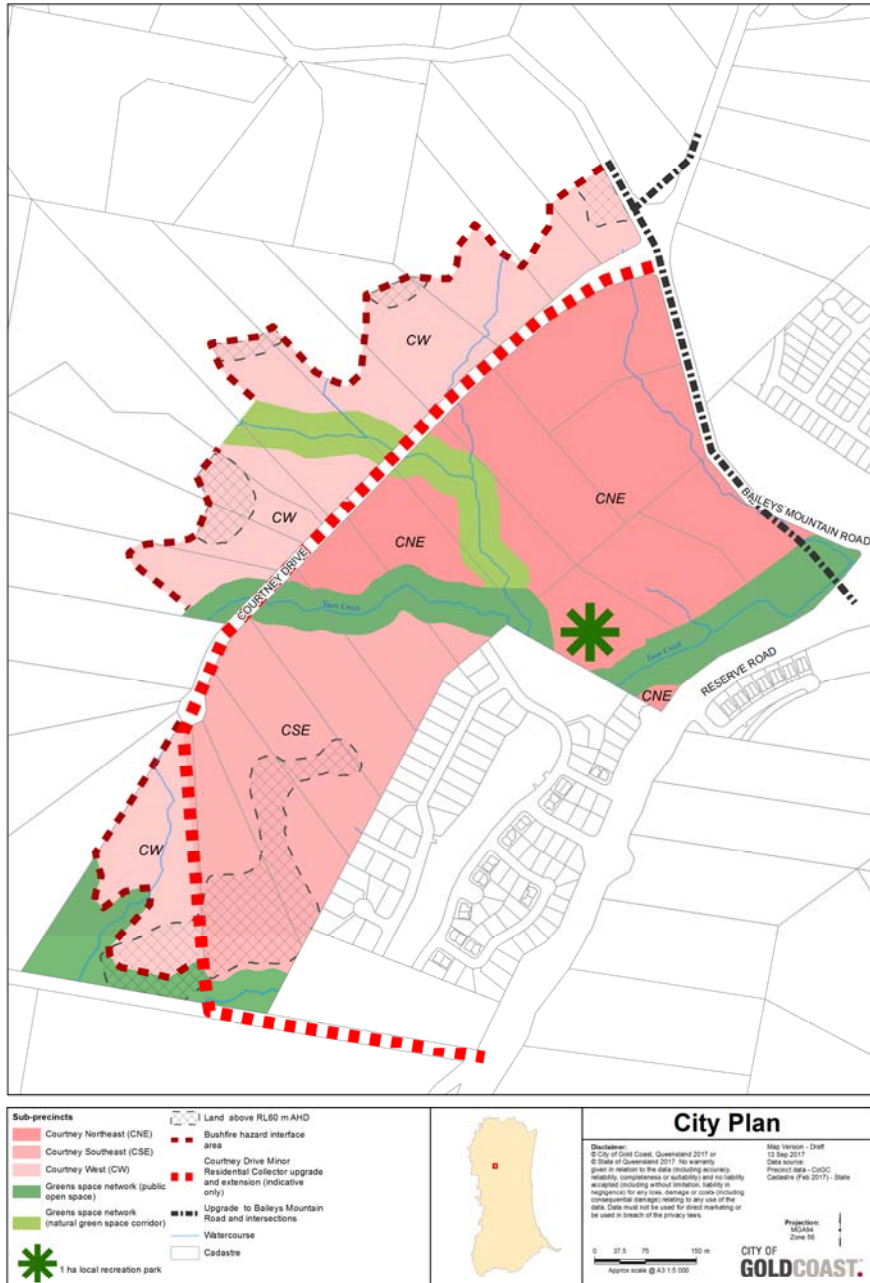 CW
CNE
BAILEYS MOUNTAIN ROAD
CW
CNE
COURTNEY DRIVE
RESERVE ROAD
CNE
CSE
CW
Sub-precincts
Courtney Northeast (CNE)
Courtney Southeast (CSE)
Courtney West (CW)
Greens space network (public
open space)
Greens space network
(natural green space corridor)
1 ha local recreation park
Land above RL60 m AHD
Bushfire hazard interface
area
Courtney Drive Minor
Residential Collector upgrade
and extension (indicative
only)
Upgrade to Baileys Mountain
Road and intersections
Watercourse
Cadastre
City Plan
Disclaimer:
© City of Gold Coast, Queensland 2017 or
© State of Queensland 2017. No warranty
given in relation to the data (including accuracy,
reliability, completeness or suitability) and no liability
accepted (including without limitation, liability in
negligence) for any loss, damage or costs (including
consequential damage) relating to any use of the
data. Data must not be used for direct marketing or
be used in breach of the privacy laws.
Map Version - Draft
13 Sep 2017
Data source:
Precinct data - CoGC
Cadastre (Feb 2017) - State
Projection:
MGA94
Zone 56
0 37.5 75 150 m
Approx scale @ A3 1:5 000
CITY OF
GOLDCOAST.